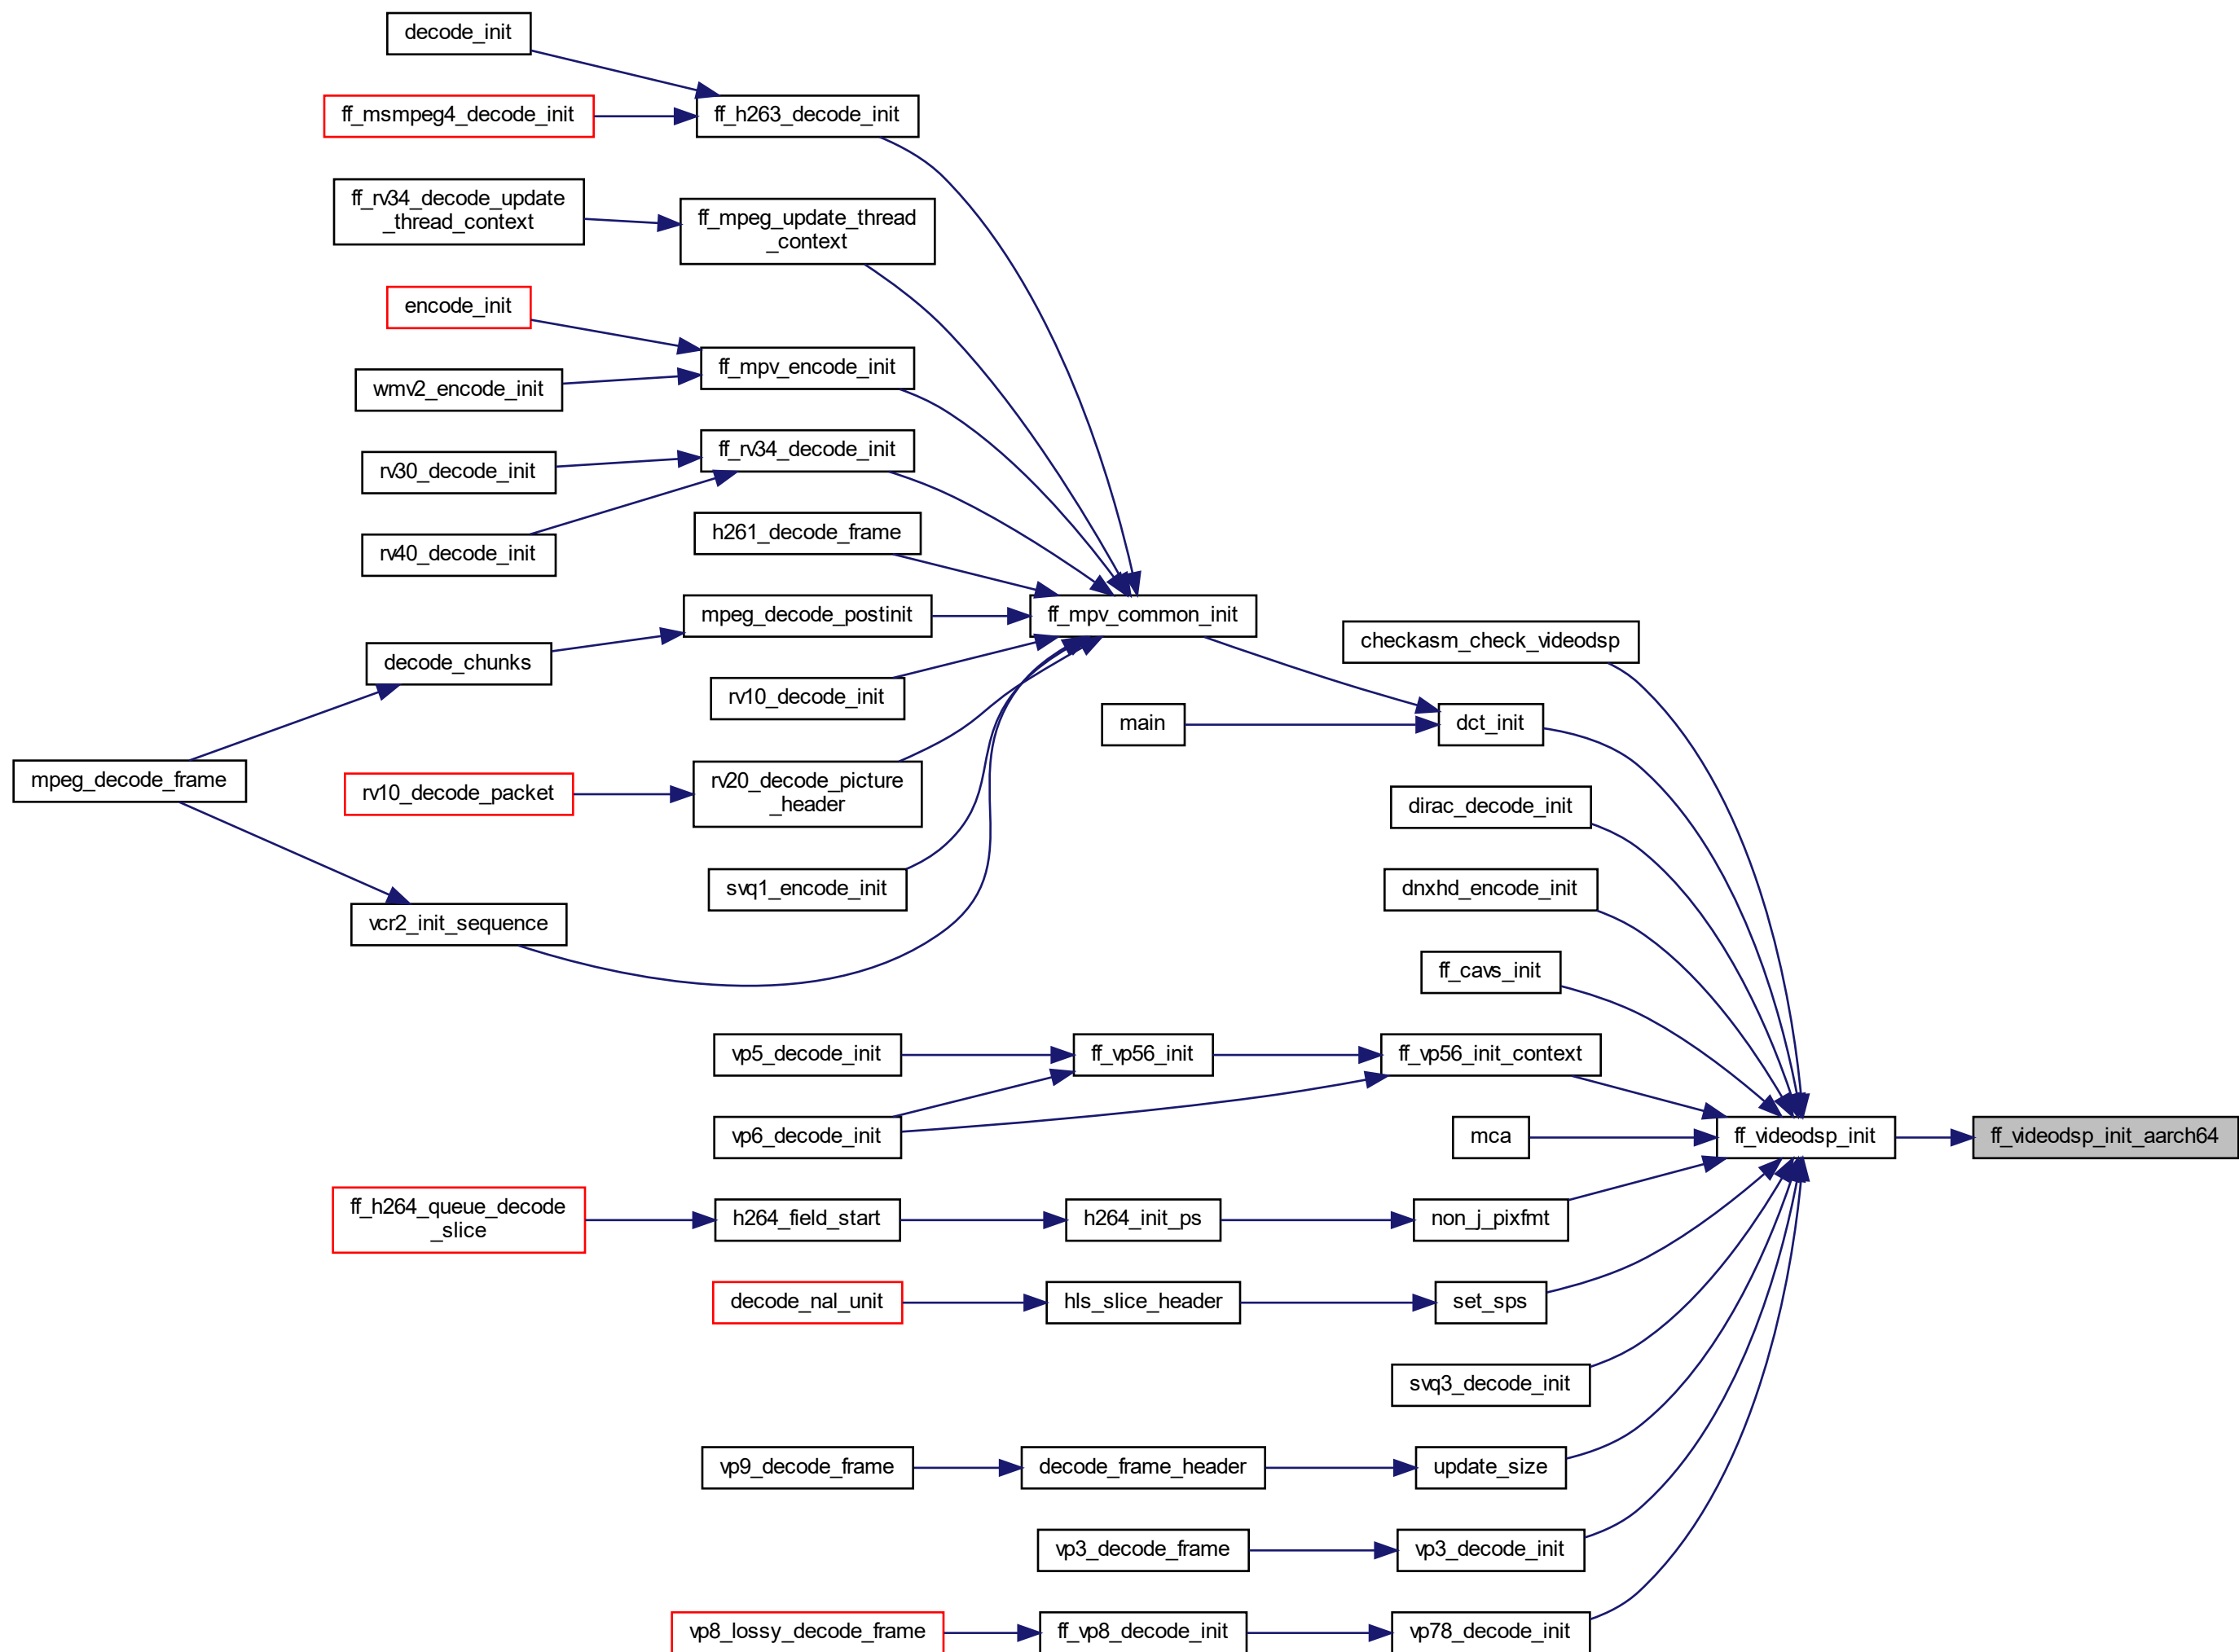 decode_init
ff_msmpeg4_decode_init
ff_h263_decode_init
ff_rv34_decode_update
_thread_context
ff_mpeg_update_thread
_context
encode_init
ff_mpv_encode_init
wmv2_encode_init
ff_rv34_decode_init
rv30_decode_init
h261_decode_frame
rv40_decode_init
mpeg_decode_postinit
ff_mpv_common_init
checkasm_check_videodsp
decode_chunks
rv10_decode_init
main
dct_init
mpeg_decode_frame
rv10_decode_packet
rv20_decode_picture
_header
dirac_decode_init
svq1_encode_init
dnxhd_encode_init
vcr2_init_sequence
ff_cavs_init
vp5_decode_init
ff_vp56_init
ff_vp56_init_context
vp6_decode_init
mca
ff_videodsp_init
ff_videodsp_init_aarch64
ff_h264_queue_decode
_slice
h264_field_start
h264_init_ps
non_j_pixfmt
decode_nal_unit
hls_slice_header
set_sps
svq3_decode_init
vp9_decode_frame
decode_frame_header
update_size
vp3_decode_frame
vp3_decode_init
vp8_lossy_decode_frame
ff_vp8_decode_init
vp78_decode_init